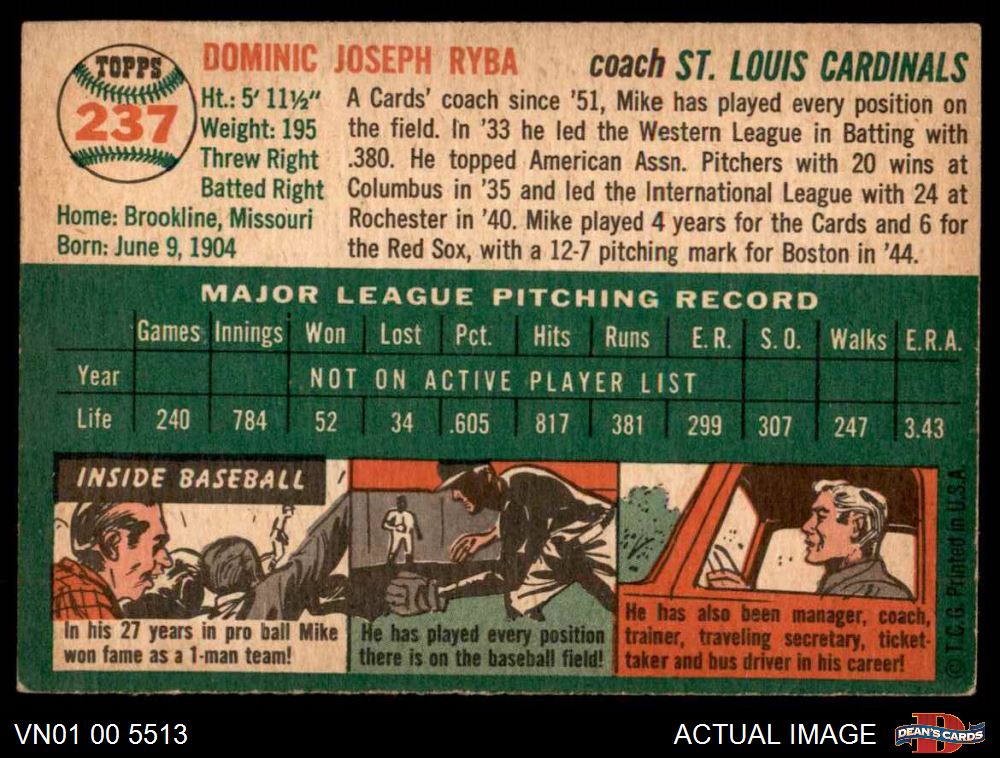 TOPPS
237
DOMINIC JOSEPH RYBA
coach ST. LOUIS CARDINALS
Ht.: 5' 11½"
Weight: 195
Threw Right
Batted Right
Home: Brookline, Missouri
Born: June 9, 1904
A Cards' coach since '51, Mike has played every position on
the field. In '33 he led the Western League in Batting with
.380. He topped American Assn. Pitchers with 20 wins at
Columbus in '35 and led the International League with 24 at
Rochester in '40. Mike played 4 years for the Cards and 6 for
the Red Sox, with a 12-7 pitching mark for Boston in '44.
MAJOR LEAGUE PITCHING RECORD
Games Innings Won Lost Pct. Hits Runs E.R. S.O. Walks E.R.A.
Year NOT ON ACTIVE PLAYER LIST
Life 240 784 52 34 .605 817 381 299 307 247 3.43
INSIDE BASEBALL
In his 27 years in pro ball Mike
won fame as a 1-man team!
He has played every position
there is on the baseball field!
He has also been manager, coach,
trainer, traveling secretary, ticket-
taker and bus driver in his career!
© T.C.G. Printed in U.S.A
VN01 00 5513
ACTUAL IMAGE
D
DEAN'S CARDS